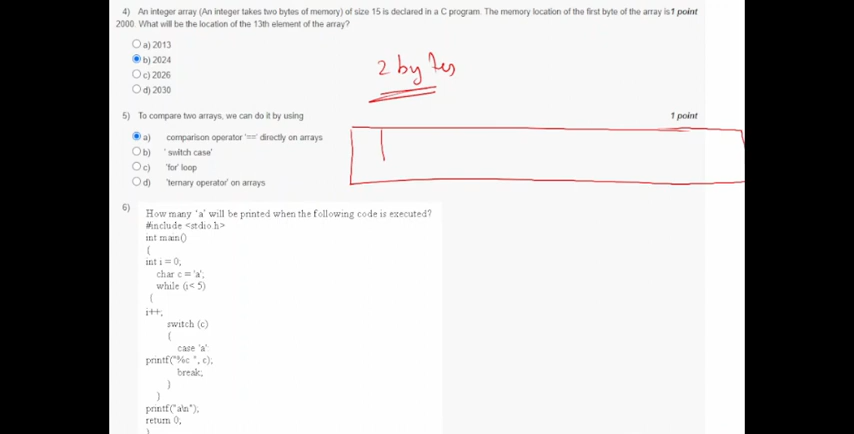 4) An integer array (An integer takes two bytes of memory) of size 15 is declared in a C program. The memory location of the first byte of the array is 1 point
2000. What will be the location of the 13th element of the array?
a) 2013
b) 2024
c) 2026
d) 2030
2 bytes
5) To compare two arrays, we can do it by using 1 point
a) comparison operator '==' directly on arrays
b) ' switch case'
c) 'for' loop
d) 'ternary operator' on arrays
6)
How many 'a' will be printed when the following code is executed?
#include <stdio h>
int main()
{
int i = 0;
char c = 'a';
while (i< 5)
{
i++;
switch (c)
{
case 'a':
printf("%c ", c);
break;
}
}
printf("a\n");
return 0;
}